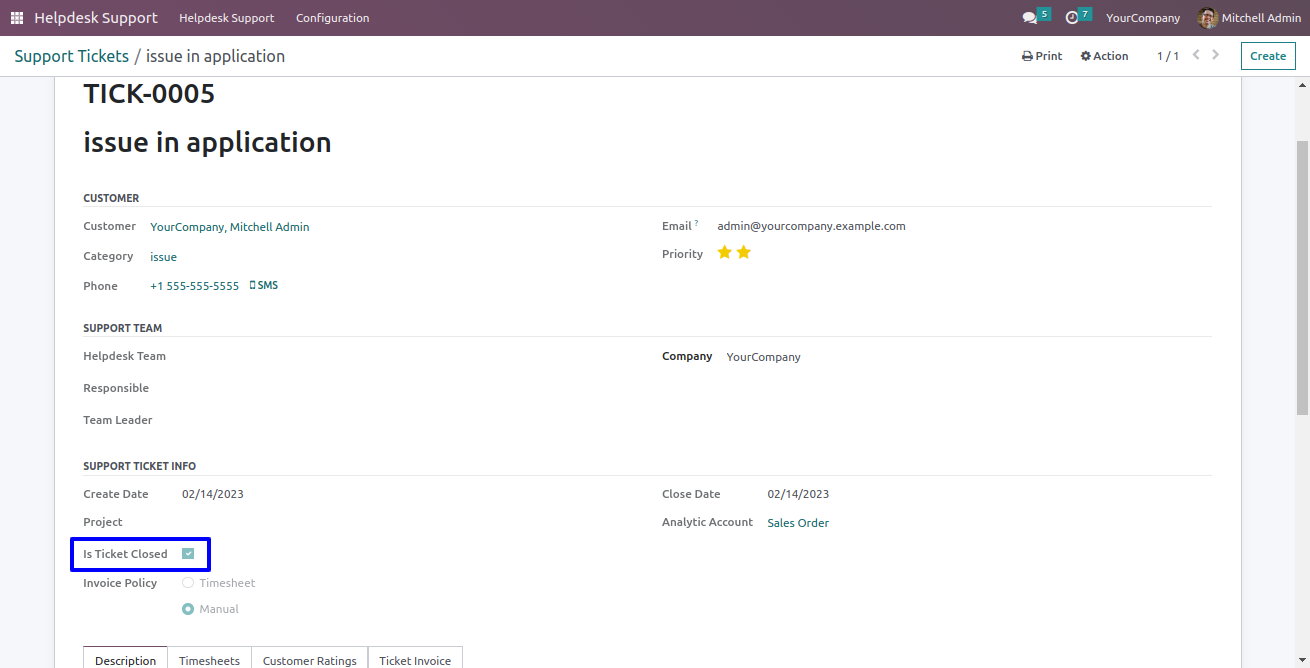 Helpdesk Support Helpdesk Support Configuration 5 7 YourCompany Mitchell Admin
Support Tickets / issue in application Print Action 1 / 1 Create
TICK-0005
issue in application
CUSTOMER
Customer YourCompany, Mitchell Admin Email ? admin@yourcompany.example.com
Category issue Priority
Phone +1 555-555-5555 SMS
SUPPORT TEAM
Helpdesk Team Company YourCompany
Responsible
Team Leader
SUPPORT TICKET INFO
Create Date 02/14/2023 Close Date 02/14/2023
Project Analytic Account Sales Order
Is Ticket Closed
Invoice Policy Timesheet
Manual
Description Timesheets Customer Ratings Ticket Invoice